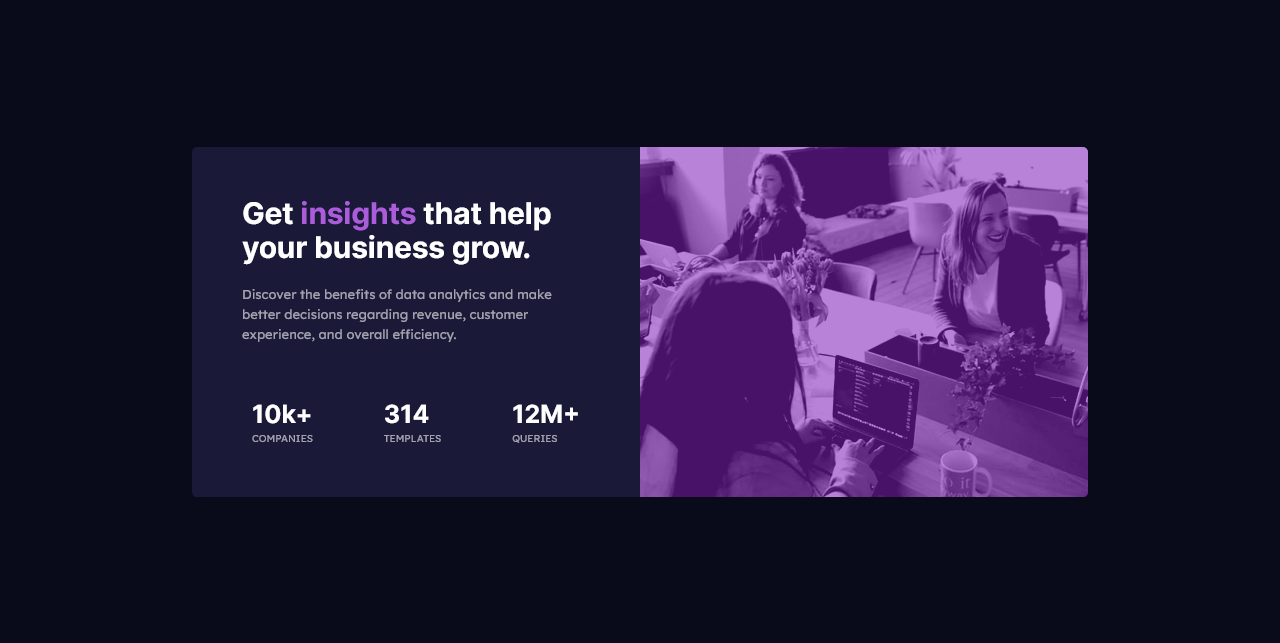 Get insights that help
your business grow.
Discover the benefits of data analytics and make
better decisions regarding revenue, customer
experience, and overall efficiency.
10k+ 314 12M+
COMPANIES TEMPLATES QUERIES